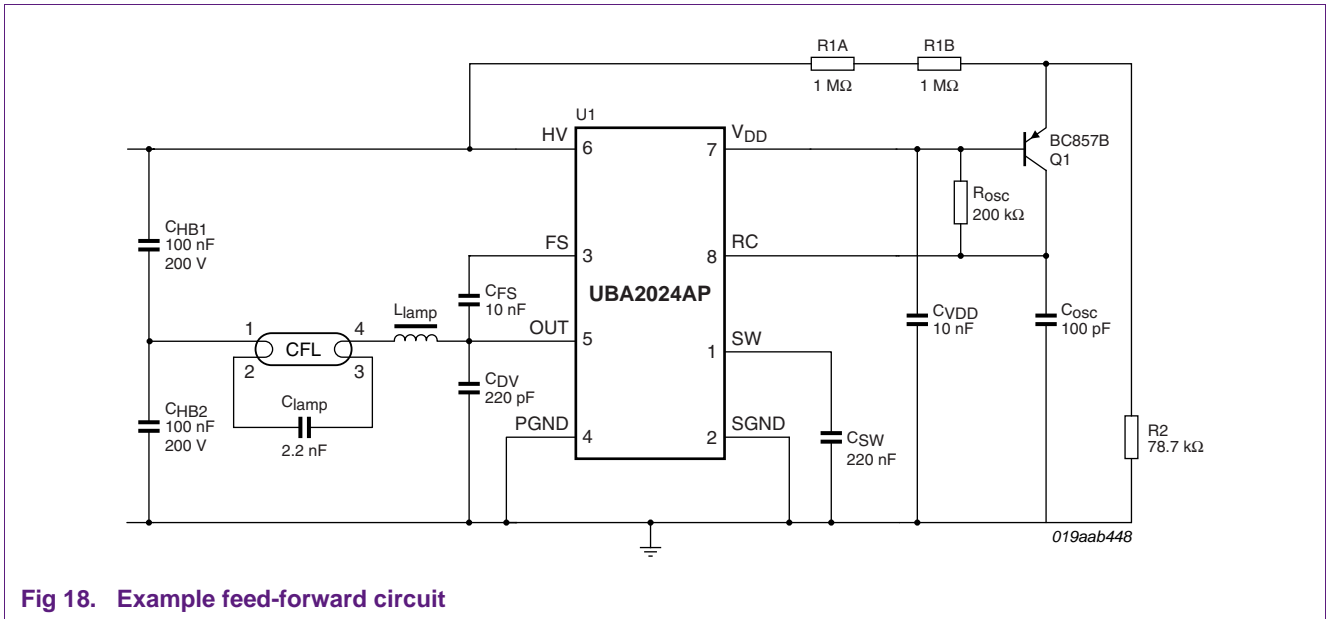 R1A
R1B
1 MΩ
1 MΩ
U1
HV
6
VDD
7
BC857B
Q1
Rosc
200 kΩ
CHB1
100 nF
200 V
FS
3
RC
8
UBA2024AP
CFS
10 nF
Llamp
OUT
5
CVDD
10 nF
Cosc
100 pF
1
4
CFL
2
3
SW
1
CDV
220 pF
Clamp
2.2 nF
CHB2
100 nF
200 V
PGND
4
SGND
2
CSW
220 nF
R2
78.7 kΩ
019aab448
Fig 18. Example feed-forward circuit